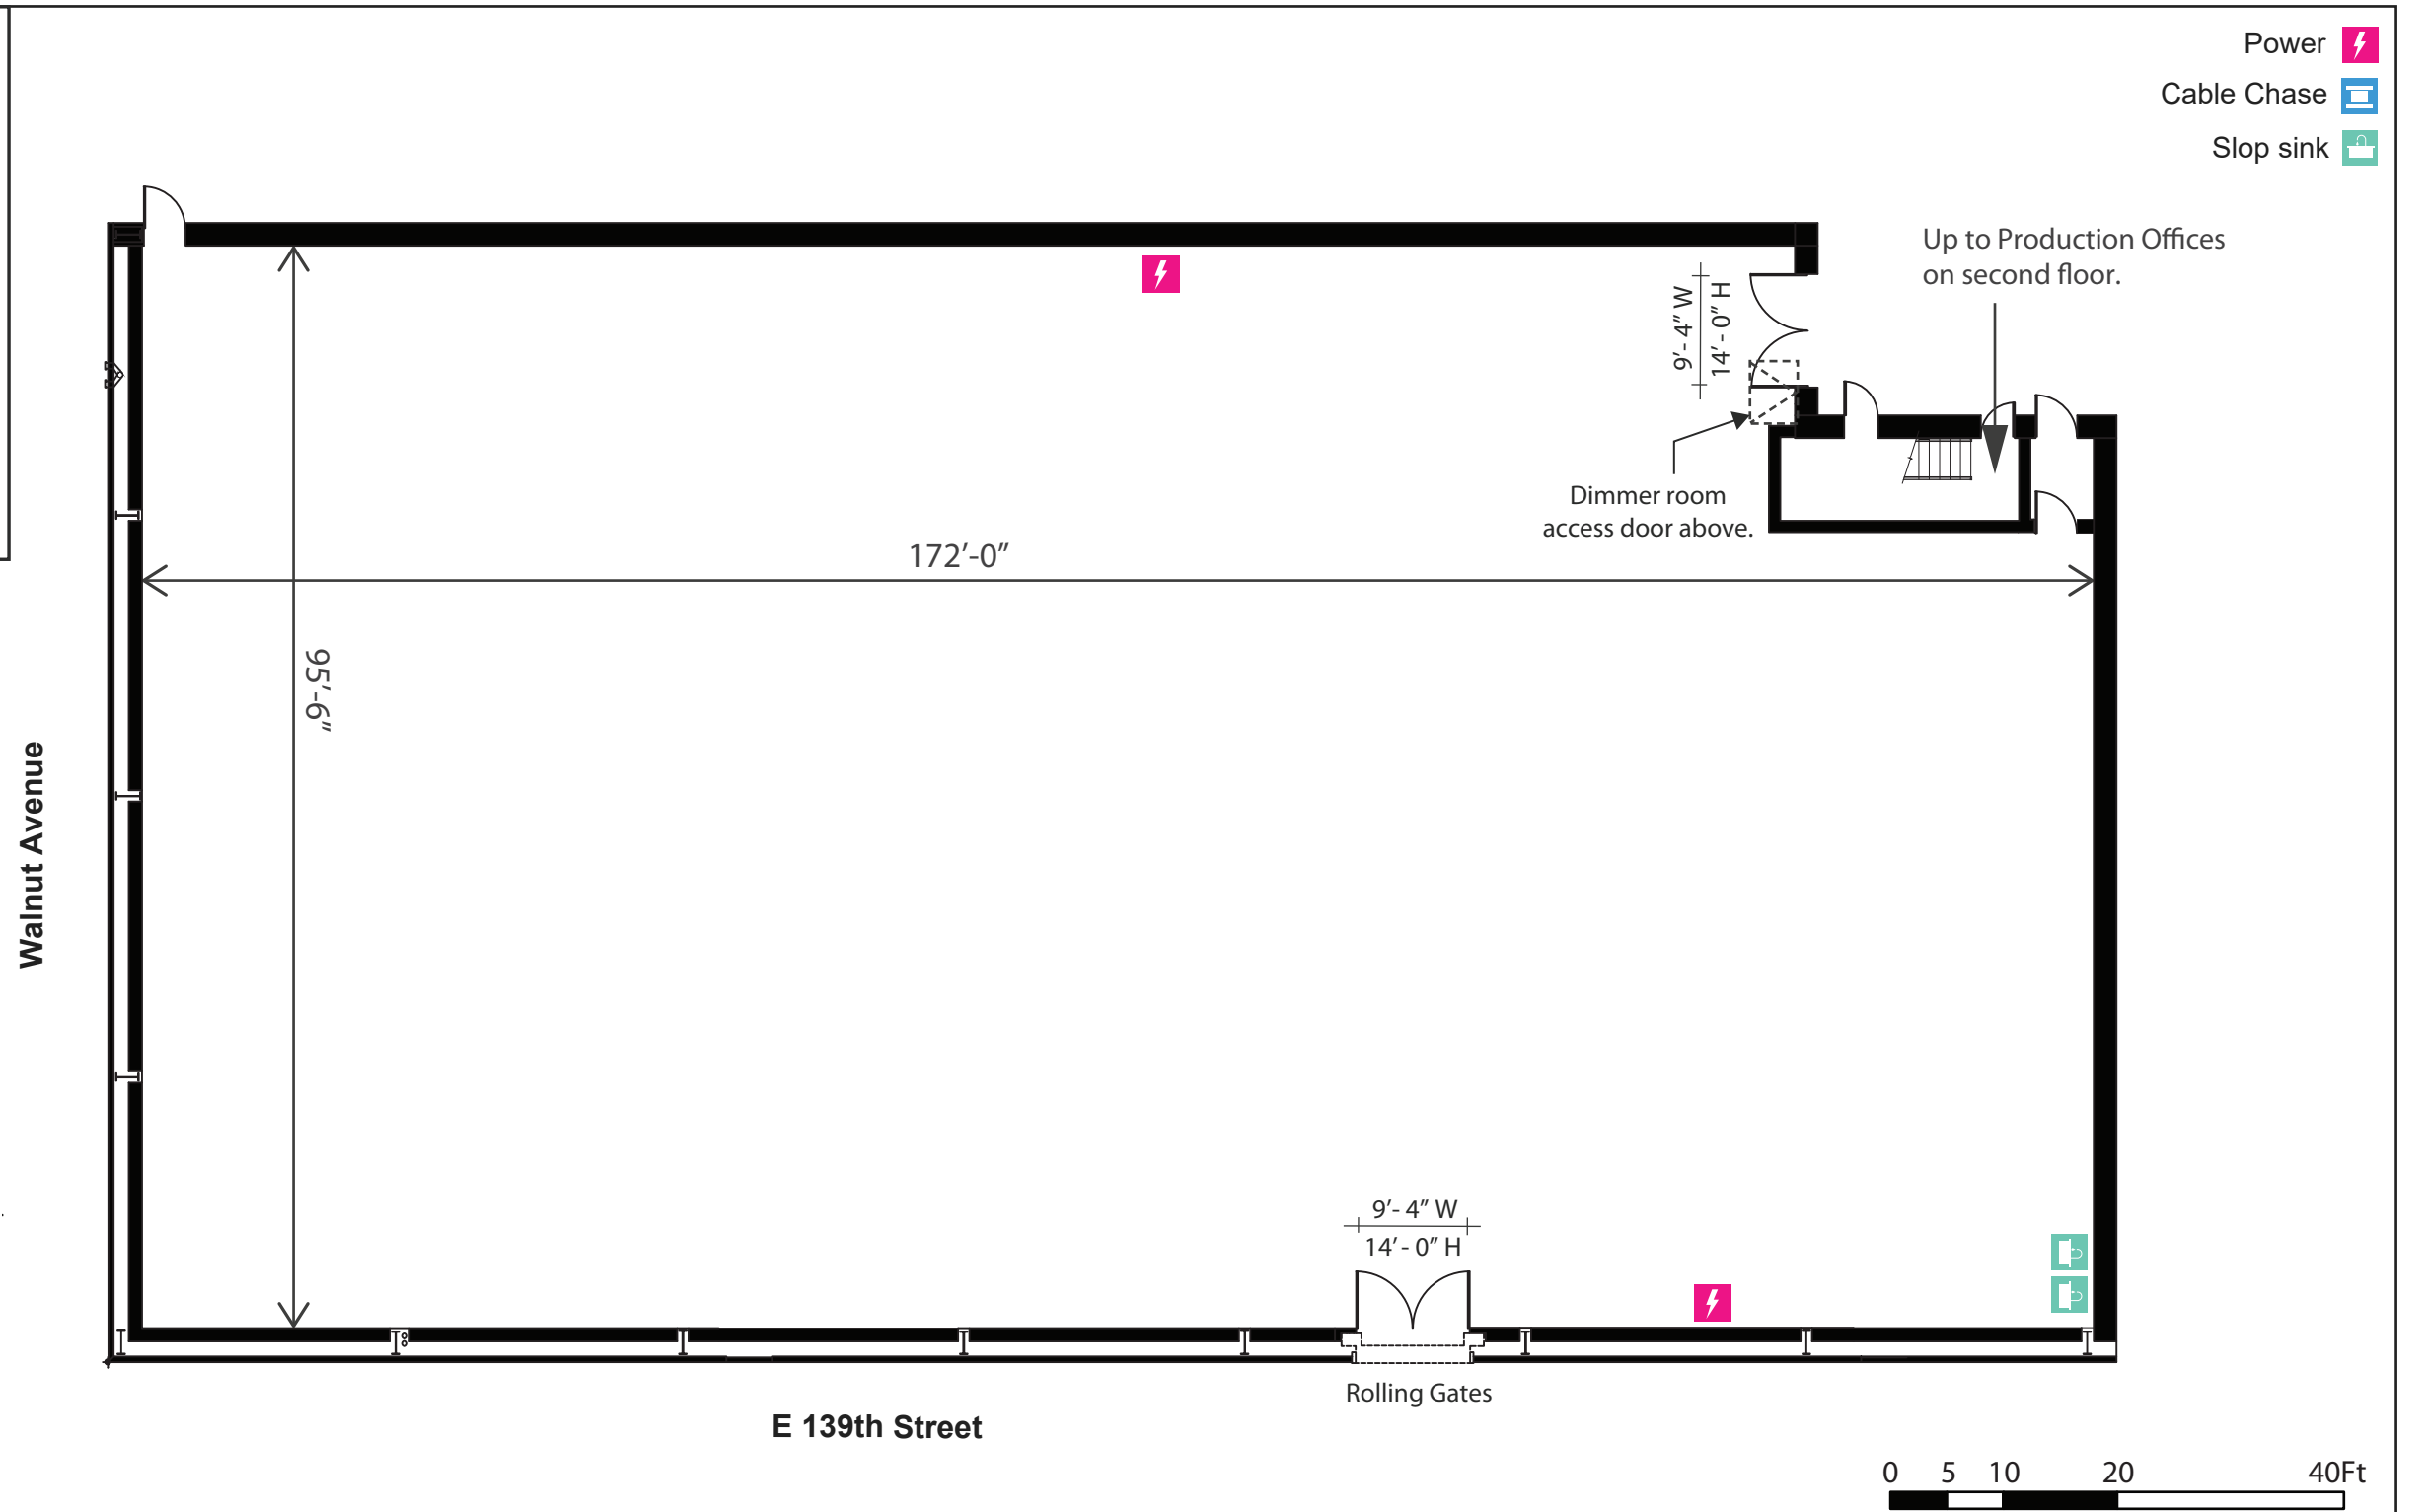 Power
Cable Chase
Slop sink
Up to Production Offices
on second floor.
9’- 4” W
14’- 0” H
Dimmer room
access door above.
172’-0”
95’-6”
Walnut Avenue
9’- 4” W
14’ - 0” H
Rolling Gates
E 139th Street
0 5 10 20 40Ft